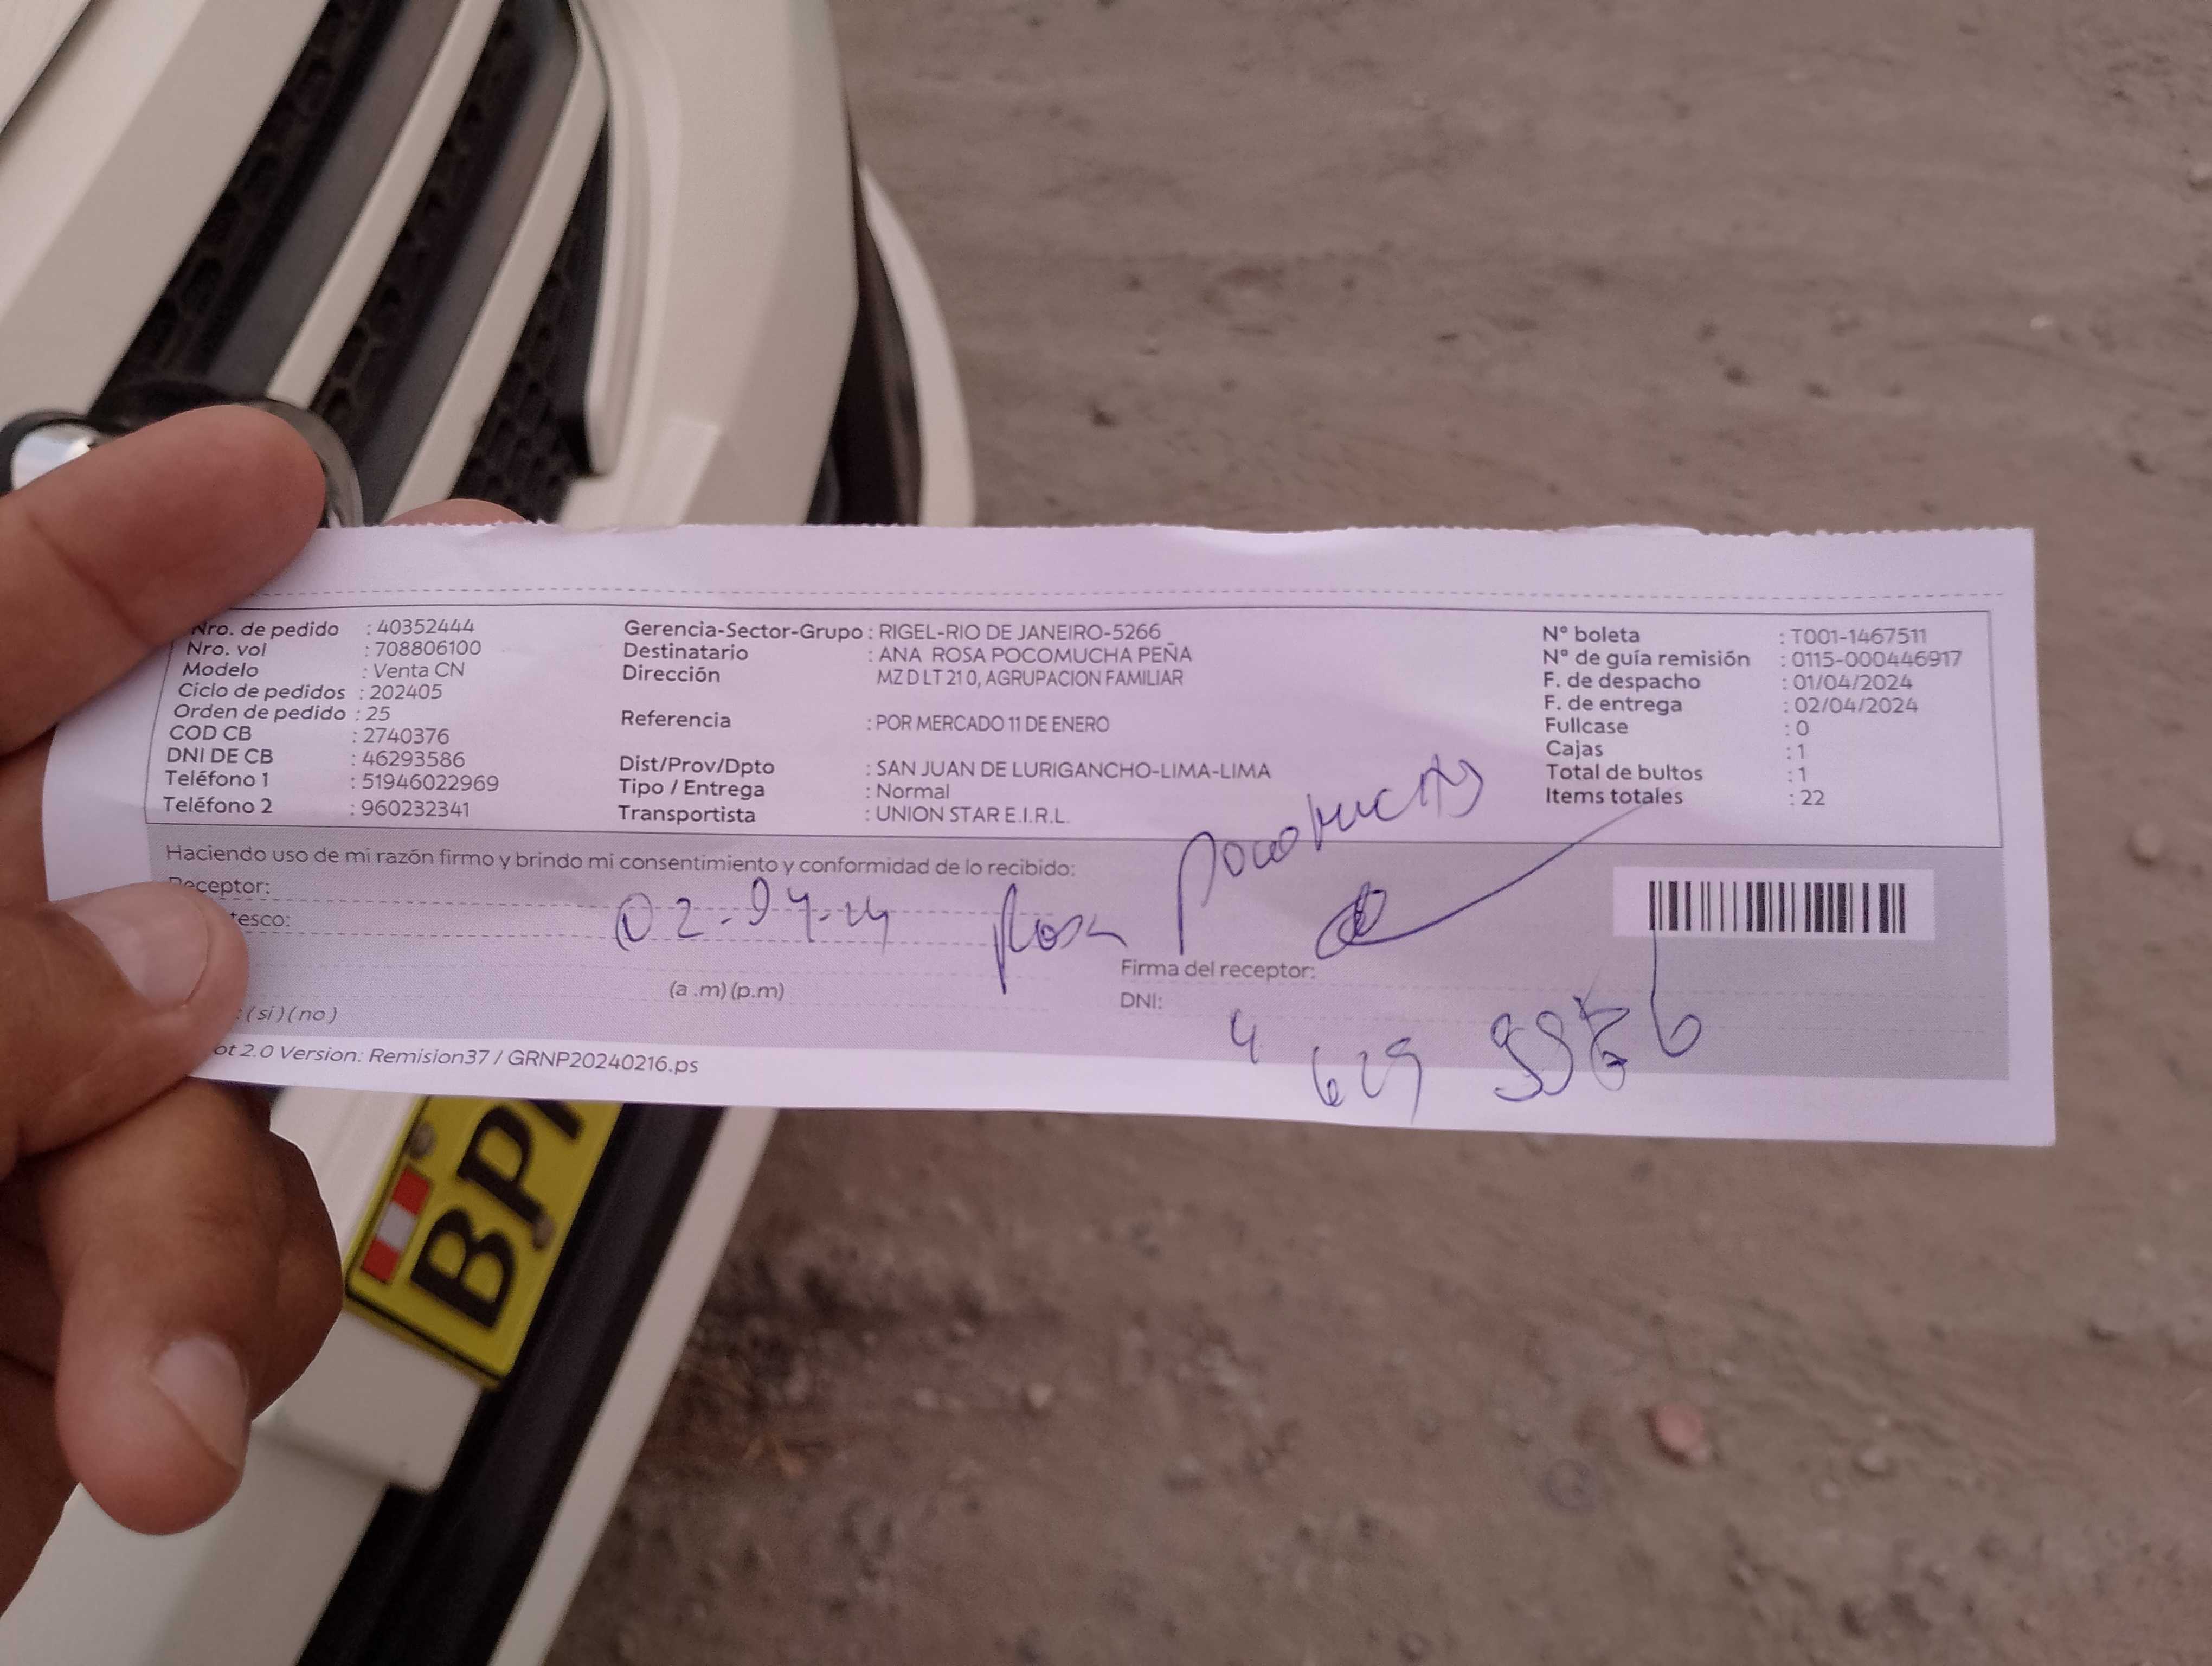 Nro. de pedido : 40352444
Nro. vol : 708806100
Modelo : Venta CN
Ciclo de pedidos : 202405
Orden de pedido : 25
COD CB : 2740376
DNI DE CB : 46293586
Teléfono 1 : 51946022969
Teléfono 2 : 960232341
Gerencia-Sector-Grupo : RIGEL-RIO DE JANEIRO-5266
Destinatario : ANA ROSA POCOMUCHA PEÑA
Dirección MZ D LT 21 0, AGRUPACION FAMILIAR
Referencia : POR MERCADO 11 DE ENERO
Dist/Prov/Dpto : SAN JUAN DE LURIGANCHO-LIMA-LIMA
Tipo / Entrega : Normal
Transportista : UNION STAR E.I.R.L.
N° boleta : T001-1467511
N° de guía remisión : 0115-000446917
F. de despacho : 01/04/2024
F. de entrega : 02/04/2024
Fullcase : 0
Cajas : 1
Total de bultos : 1
Items totales : 22
Haciendo uso de mi razón firmo y brindo mi consentimiento y conformidad de lo recibido:
Receptor:
tesco:
02-04-24 Rosa Pocomucha
(a .m) (p.m)
: ( si ) ( no )
Firma del receptor:
DNI:
ot 2.0 Version: Remision37 / GRNP20240216.ps
BP